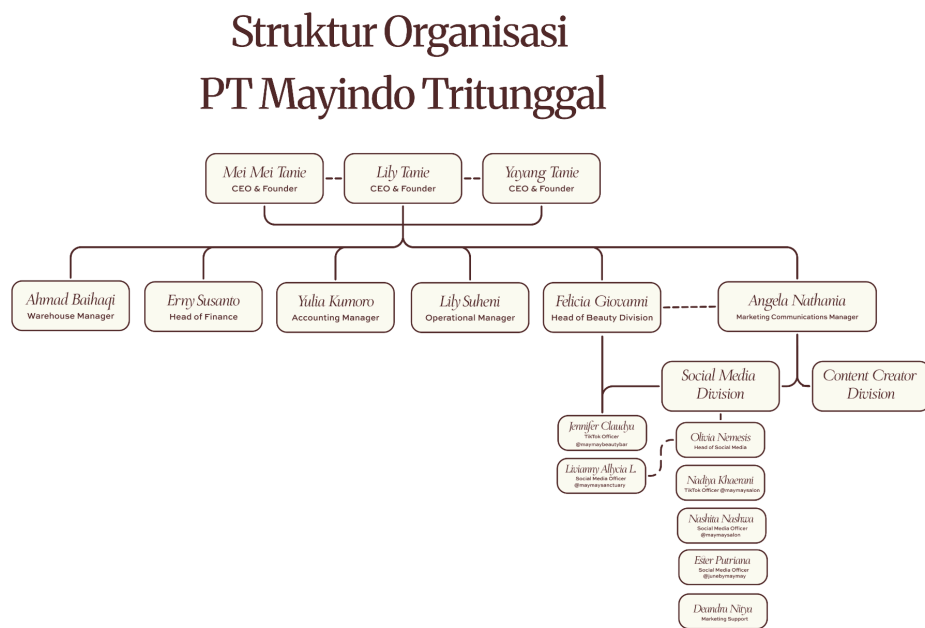 Struktur Organisasi
PT Mayindo Tritunggal
Mei Mei Tanie
CEO & Founder
Lily Tanie
CEO & Founder
Yayang Tanie
CEO & Founder
Ahmad Baihaqi
Warehouse Manager
Erny Susanto
Head of Finance
Yulia Kumoro
Accounting Manager
Lily Suheni
Operational Manager
Felicia Giovanni
Head of Beauty Division
Angela Nathania
Marketing Communications Manager
Social Media
Division
Content Creator
Division
Jennifer Claudya
TikTok Officer
@maymaybeautybar
Livianny Allycia L.
Social Media Officer
@maymaysanctuary
Olivia Nemesis
Head of Social Media
Nadiya Khaerani
TikTok Officer @maymaysalon
Nashita Nashwa
Social Media Officer
@maymaysalon
Ester Putriana
Social Media Officer
@junebymaymay
Deandra Nitya
Marketing Support